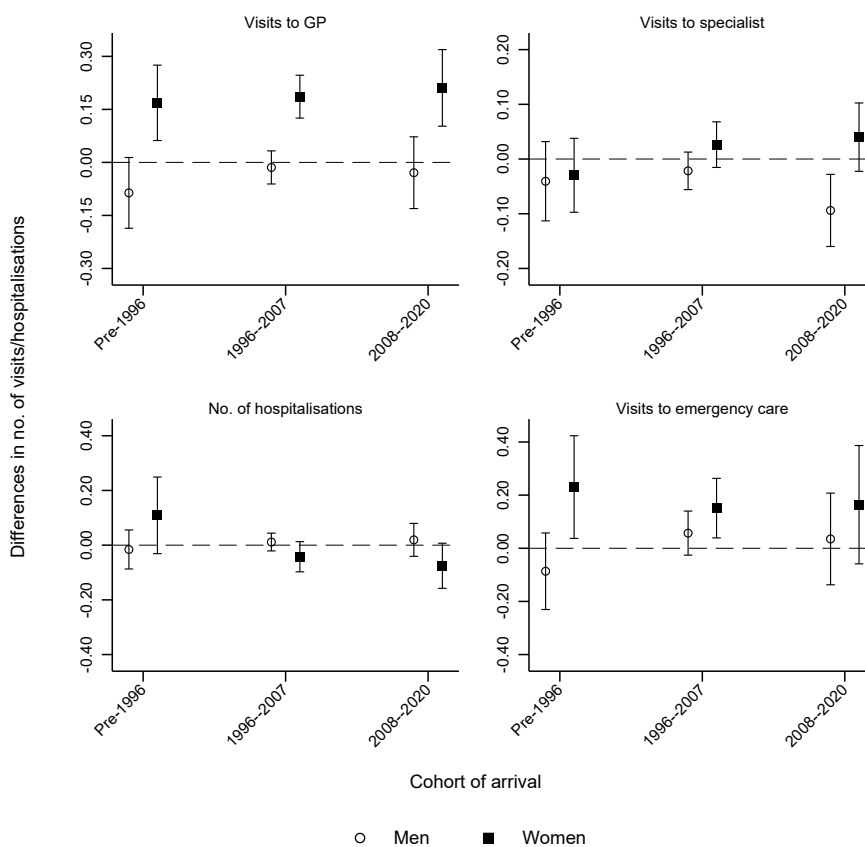 Visits to GP
Visits to specialist
0.30
0.15
0.00
-0.15
-0.30
Pre-1996
1996--2007
2008--2020
0.20
0.10
0.00
-0.10
-0.20
Pre-1996
1996--2007
2008--2020
Differences in no. of visits/hospitalisations
No. of hospitalisations
Visits to emergency care
0.40
0.20
0.00
-0.20
-0.40
Pre-1996
1996--2007
2008--2020
0.40
0.20
0.00
-0.20
-0.40
Pre-1996
1996--2007
2008--2020
Cohort of arrival
Men Women